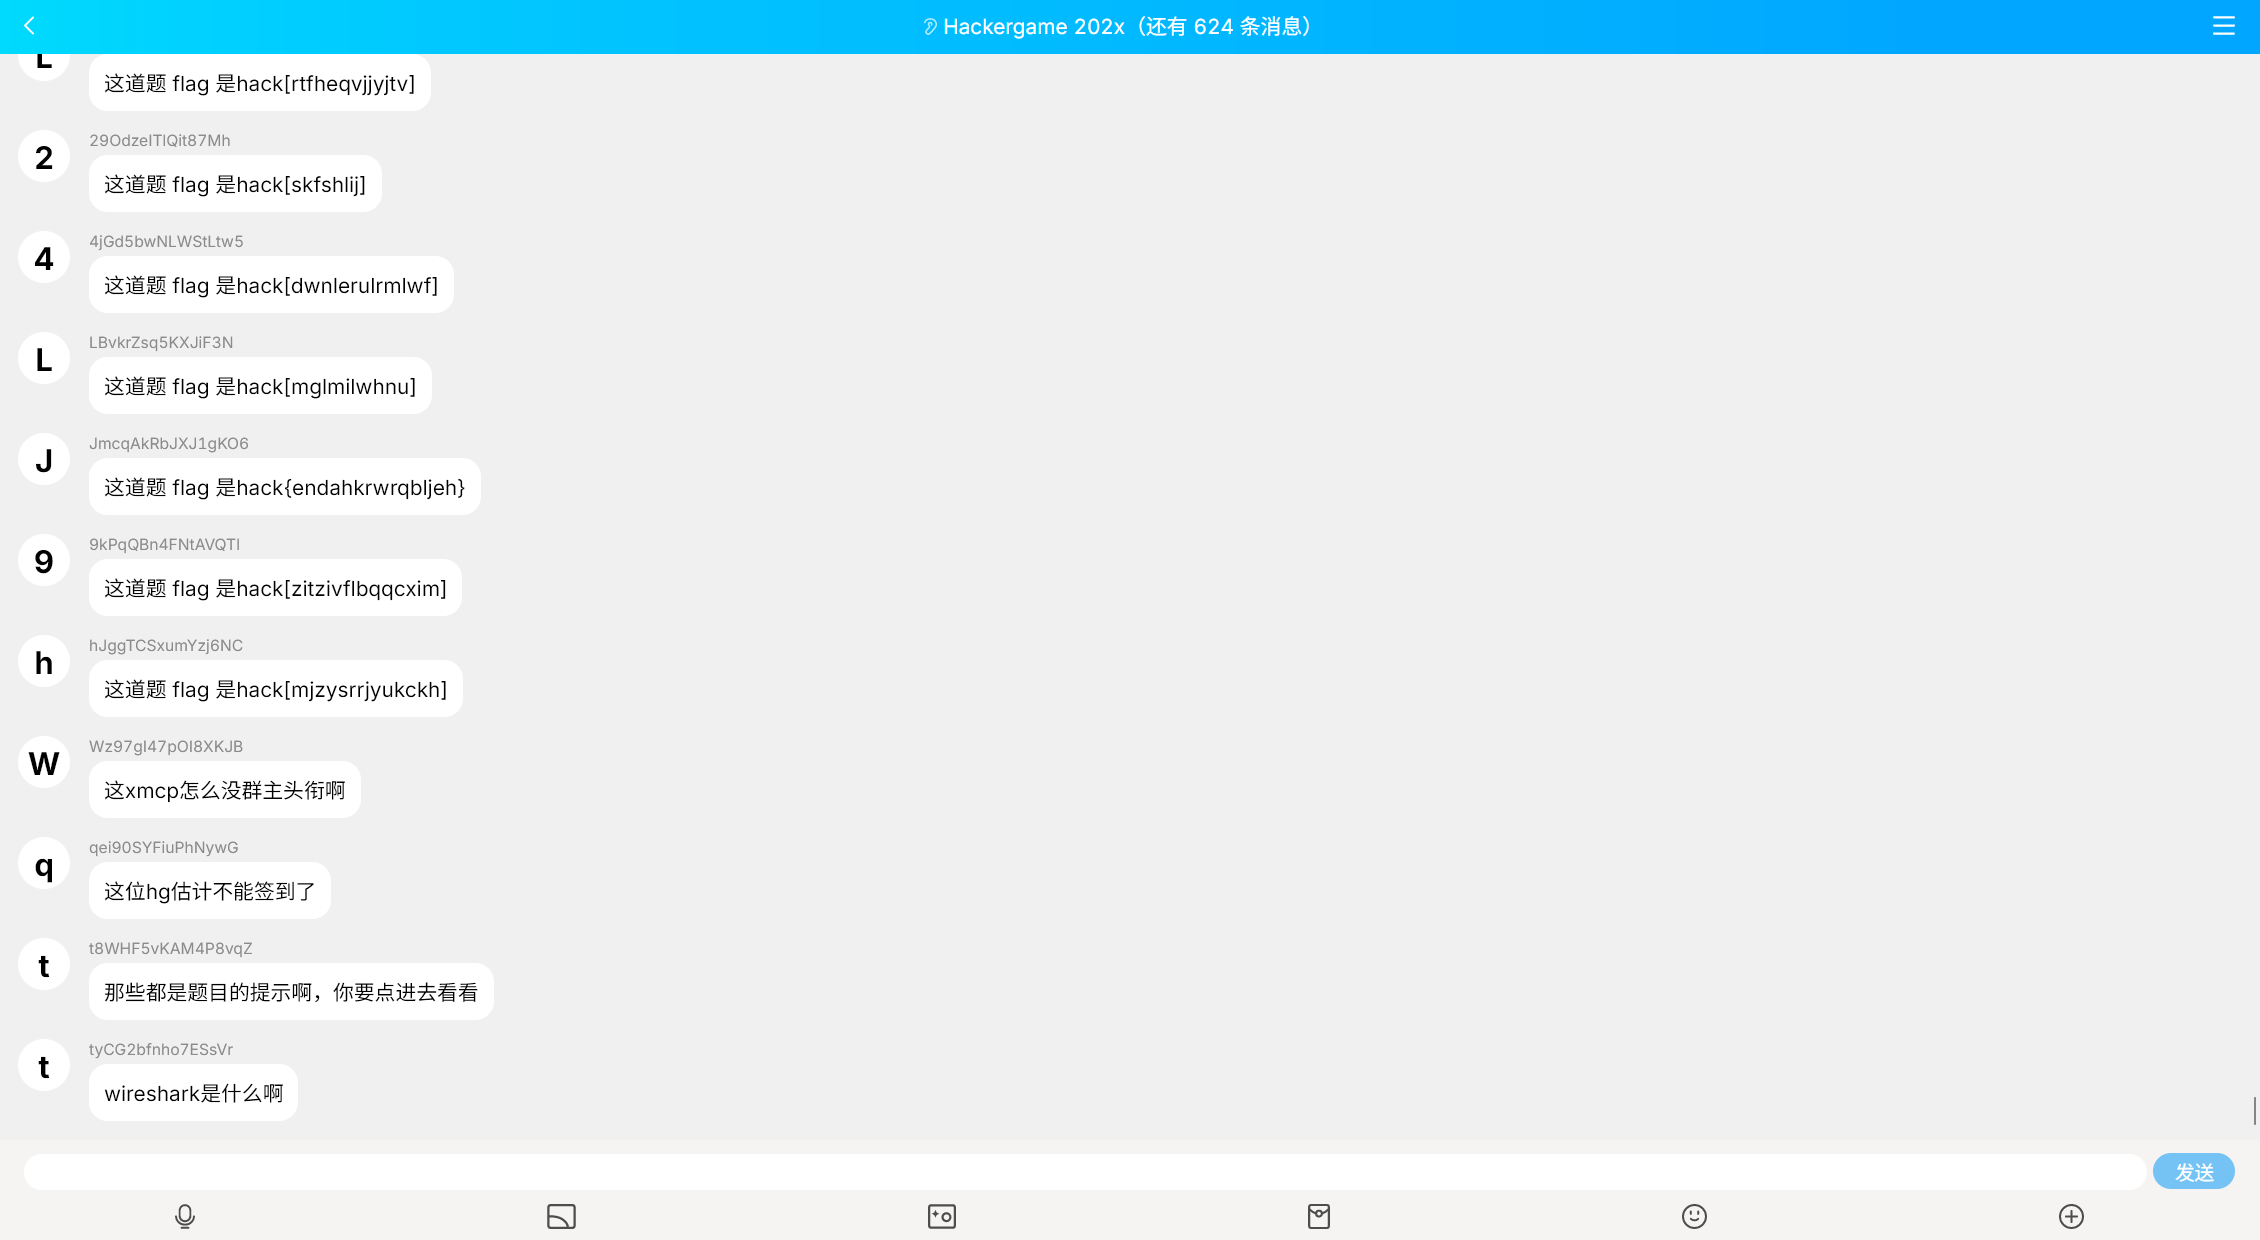 Hackergame 202x（还有 624 条消息）
L
这道题 flag 是hack[rtfheqvjjyjtv]
29OdzeITlQit87Mh
2
这道题 flag 是hack[skfshlij]
4jGd5bwNLWStLtw5
4
这道题 flag 是hack[dwnlerulrmlwf]
LBvkrZsq5KXJiF3N
L
这道题 flag 是hack[mglmilwhnu]
JmcqAkRbJXJ1gKO6
J
这道题 flag 是hack{endahkrwrqbljeh}
9kPqQBn4FNtAVQTI
9
这道题 flag 是hack[zitzivflbqqcxim]
hJggTCSxumYzj6NC
h
这道题 flag 是hack[mjzysrrjyukckh]
Wz97gI47pOI8XKJB
W
这xmcp怎么没群主头衔啊
qei90SYFiuPhNywG
q
这位hg估计不能签到了
t8WHF5vKAM4P8vqZ
t
那些都是题目的提示啊，你要点进去看看
tyCG2bfnho7ESsVr
t
wireshark是什么啊
发送